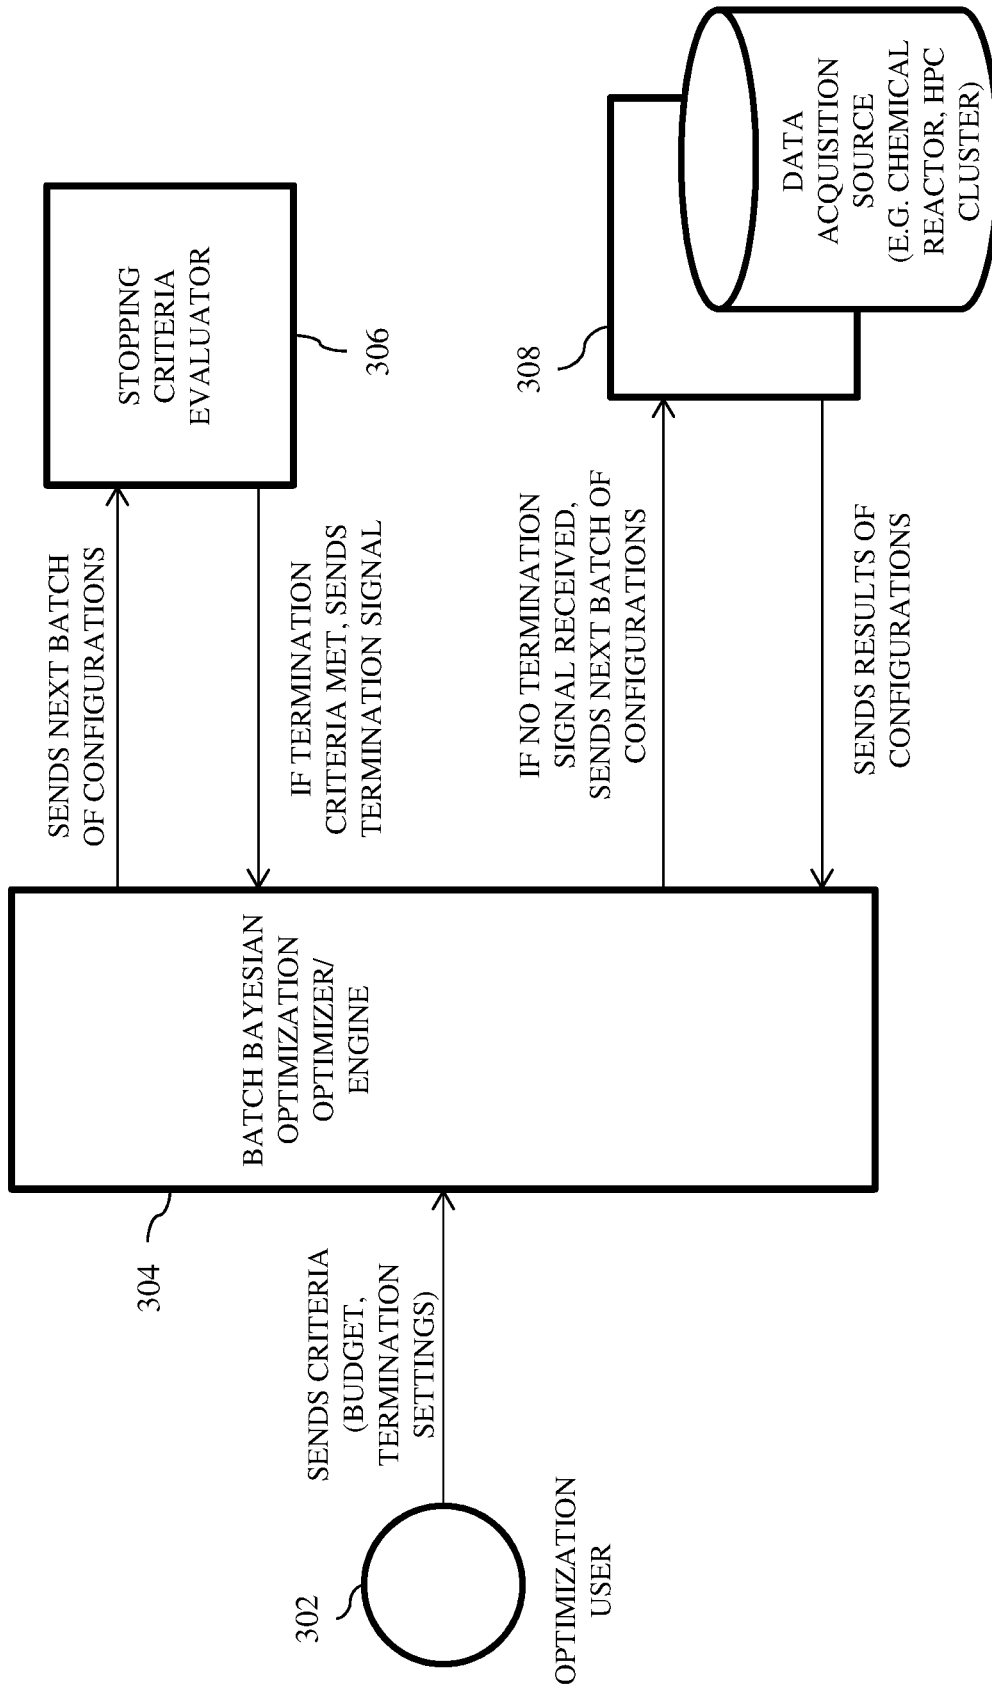 302
OPTIMIZATION
USER
SENDS CRITERIA
(BUDGET,
TERMINATION
SETTINGS)
304
BATCH BAYESIAN
OPTIMIZATION
OPTIMIZER/
ENGINE
SENDS NEXT BATCH
OF CONFIGURATIONS
IF TERMINATION
CRITERIA MET, SENDS
TERMINATION SIGNAL
STOPPING
CRITERIA
EVALUATOR
306
IF NO TERMINATION
SIGNAL RECEIVED,
SENDS NEXT BATCH OF
CONFIGURATIONS
SENDS RESULTS OF
CONFIGURATIONS
308
DATA
ACQUISITION
SOURCE
(E.G. CHEMICAL
REACTOR, HPC
CLUSTER)